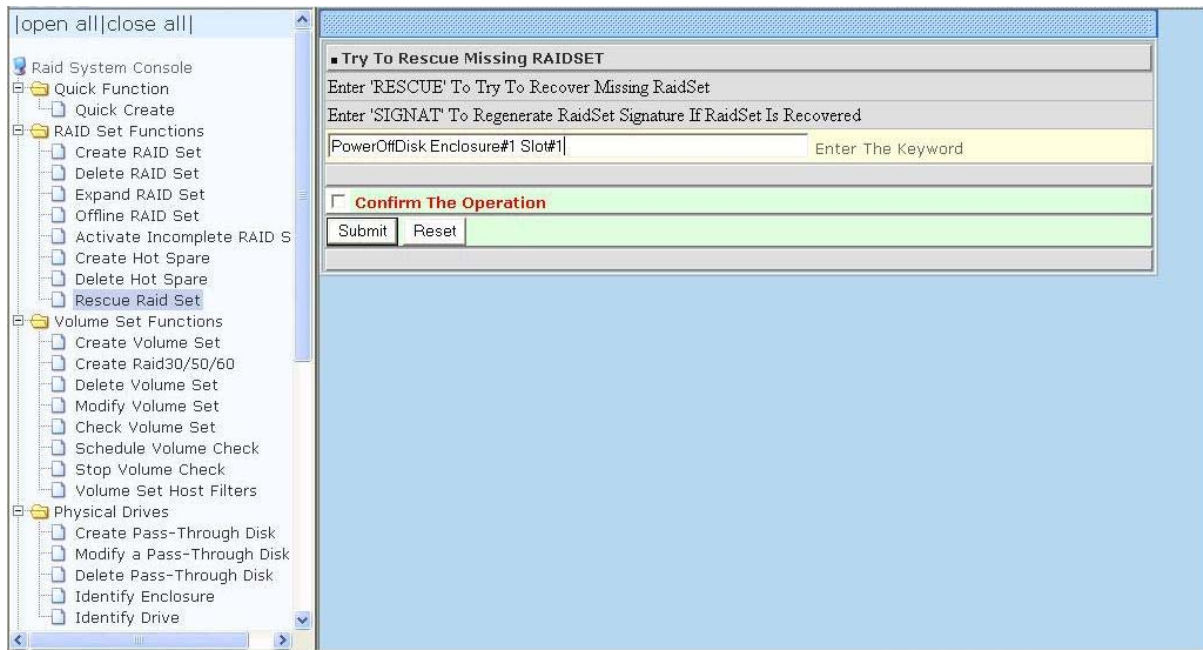 |open all|close all|
Raid System Console
Quick Function
Quick Create
RAID Set Functions
Create RAID Set
Delete RAID Set
Expand RAID Set
Offline RAID Set
Activate Incomplete RAID S
Create Hot Spare
Delete Hot Spare
Rescue Raid Set
Volume Set Functions
Create Volume Set
Create Raid30/50/60
Delete Volume Set
Modify Volume Set
Check Volume Set
Schedule Volume Check
Stop Volume Check
Volume Set Host Filters
Physical Drives
Create Pass-Through Disk
Modify a Pass-Through Disk
Delete Pass-Through Disk
Identify Enclosure
Identify Drive
Try To Rescue Missing RAIDSET
Enter 'RESCUE' To Try To Recover Missing RaidSet
Enter 'SIGNAT' To Regenerate RaidSet Signature If RaidSet Is Recovered
PowerOffDisk Enclosure#1 Slot#1 Enter The Keyword
Confirm The Operation
Submit Reset